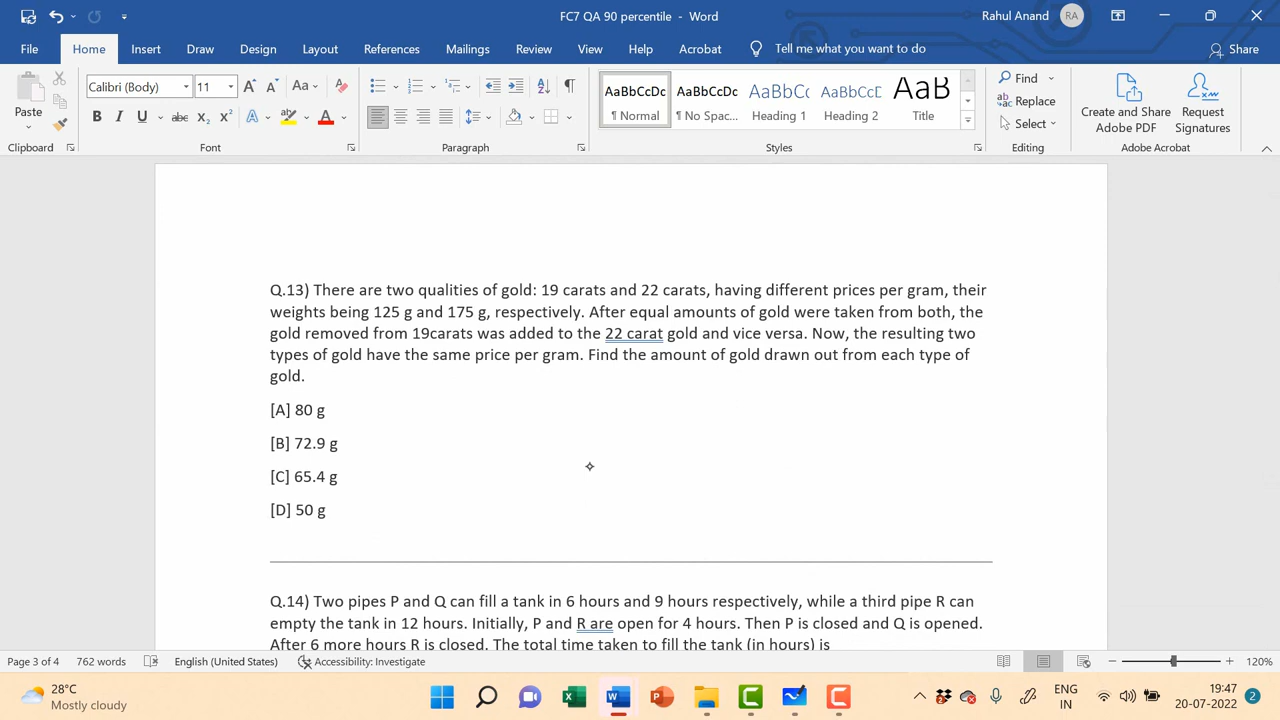 FC7 QA 90 percentile - Word
Rahul Anand RA
File Home Insert Draw Design Layout References Mailings Review View Help Acrobat Tell me what you want to do Share
Calibri (Body) 11 A A Aa A
Paste
B I U abc X₂ X² A ab A
AaBbCcDc AaBbCcDc AaBbCc AaBbCcD AaB
¶ Normal ¶ No Spac... Heading Heading 2 Title
Find
Replace
Select
Create and Share Adobe PDF
Request Signatures
Clipboard Font Paragraph Styles Editing Adobe Acrobat
Q.13) There are two qualities of gold: 19 carats and 22 carats, having different prices per gram, their
weights being 125 g and 175 g, respectively. After equal amounts of gold were taken from both, the
gold removed from 19carats was added to the 22 carat gold and vice versa. Now, the resulting two
types of gold have the same price per gram. Find the amount of gold drawn out from each type of
gold.
[A] 80 g
[B] 72.9 g
[C] 65.4 g
[D] 50 g
Q.14) Two pipes P and Q can fill a tank in 6 hours and 9 hours respectively, while a third pipe R can
empty the tank in 12 hours. Initially, P and R are open for 4 hours. Then P is closed and Q is opened.
After 6 more hours R is closed. The total time taken to fill the tank (in hours) is
Page 3 of 4 762 words English (United States) Accessibility: Investigate 120%
28°C
Mostly cloudy
ENG
IN
19:47
20-07-2022
2